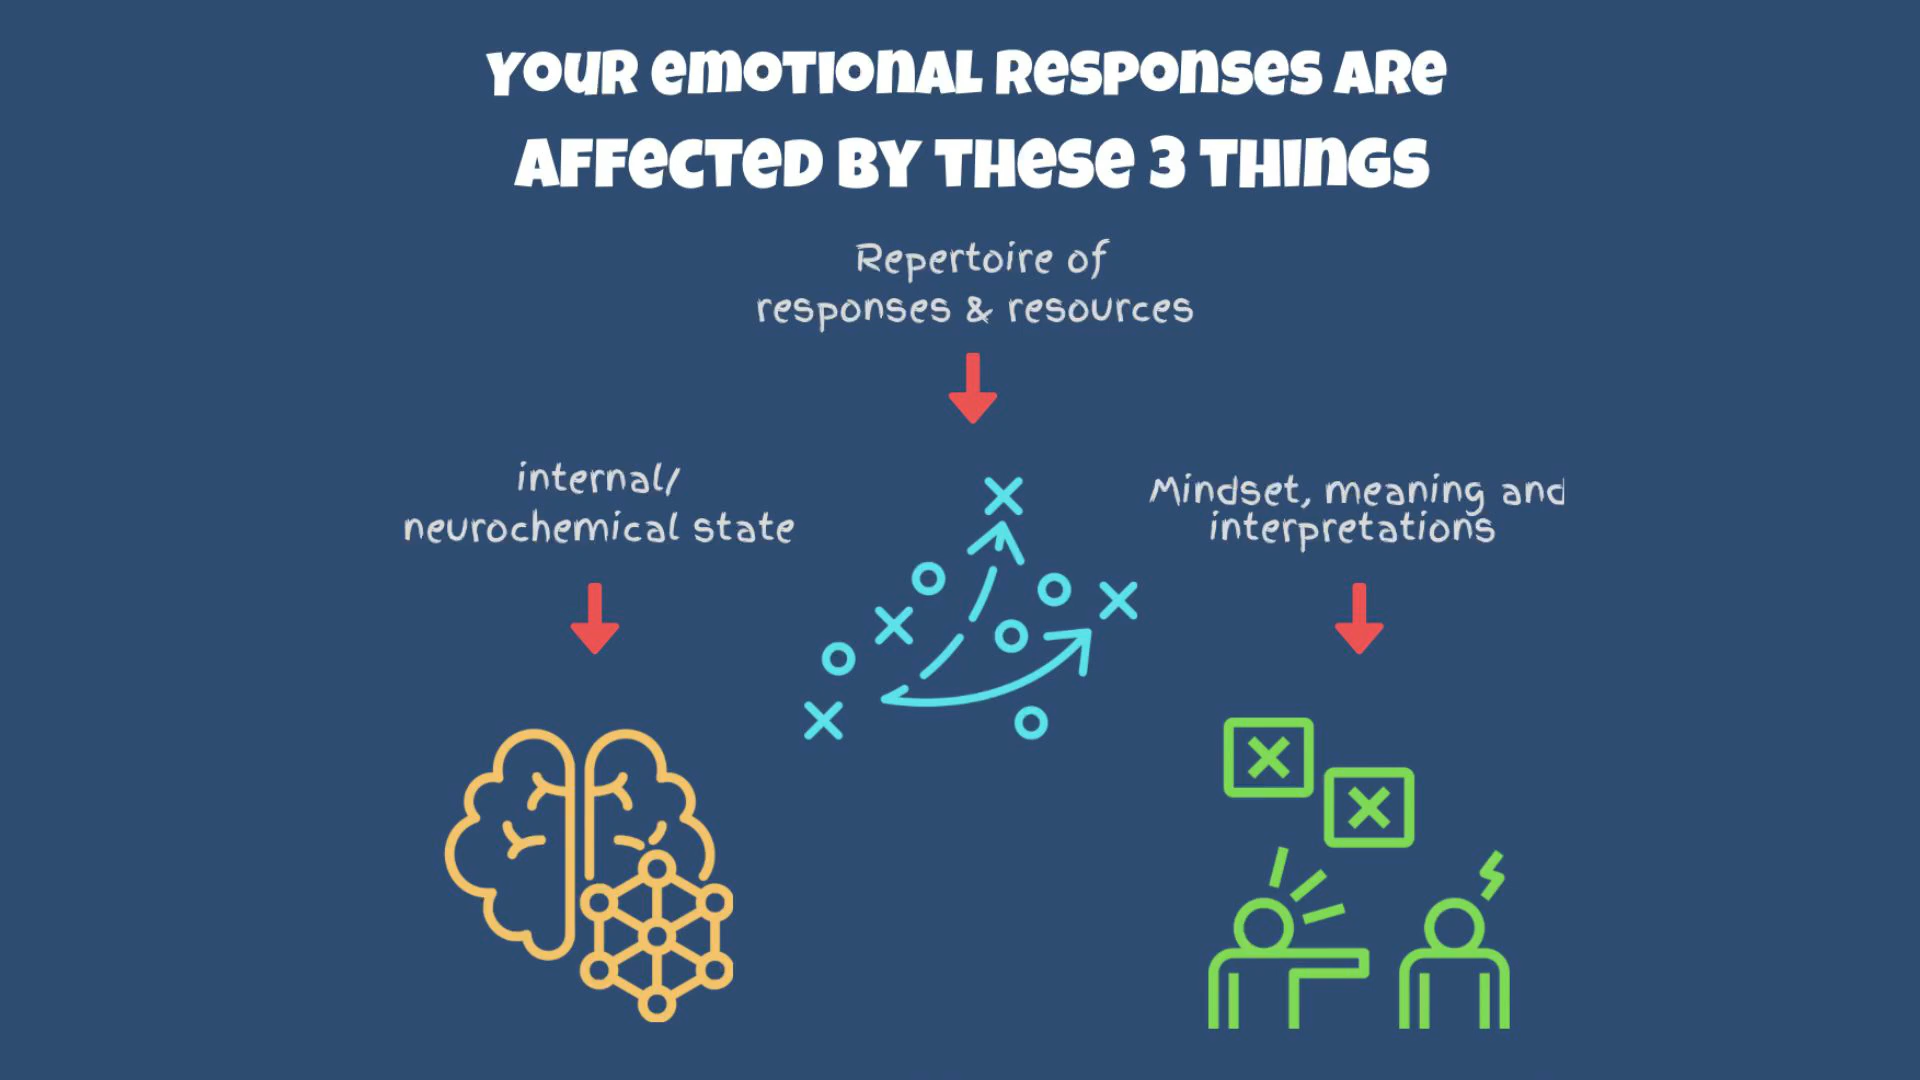 Your emotional responses are
affected by these 3 things
Repertoire of
responses & resources
internal/
neurochemical state
Mindset, meaning and
interpretations